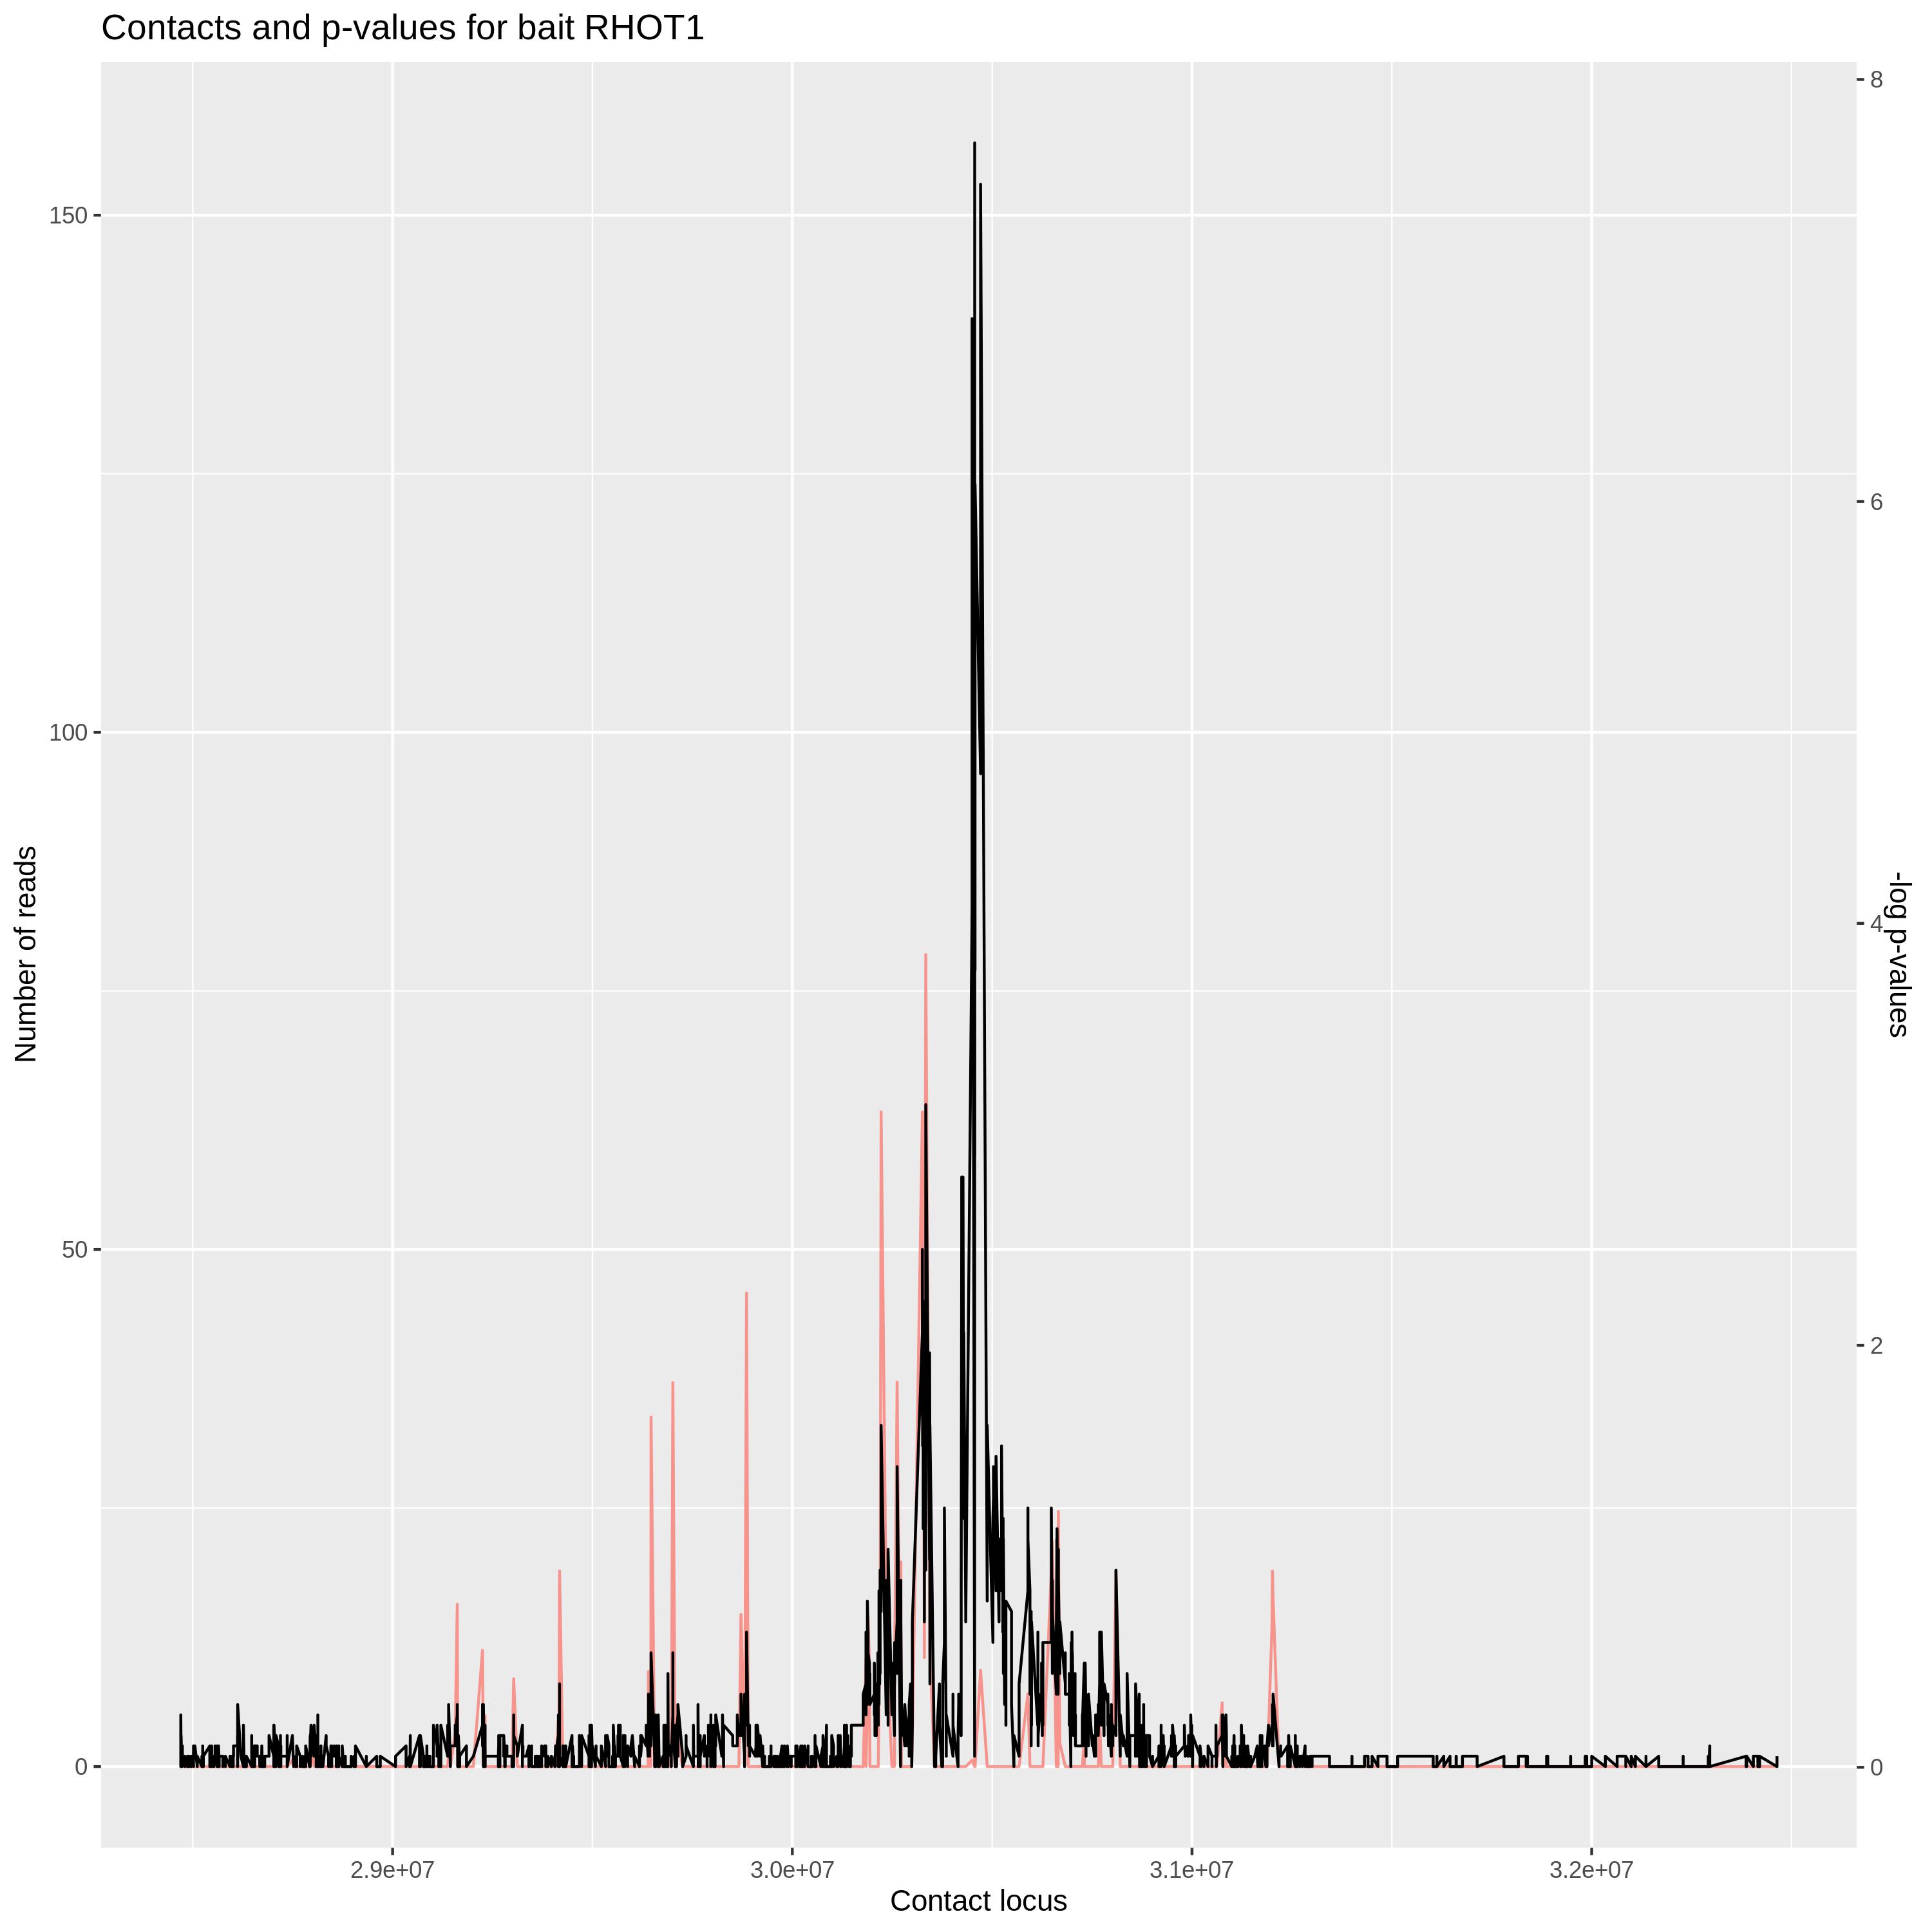 Contacts and p-values for bait RHOT1
150
100
50
0
Number of reads
8
6
4
2
0
-log p-values
2.9e+07
3.0e+07
3.1e+07
3.2e+07
Contact locus